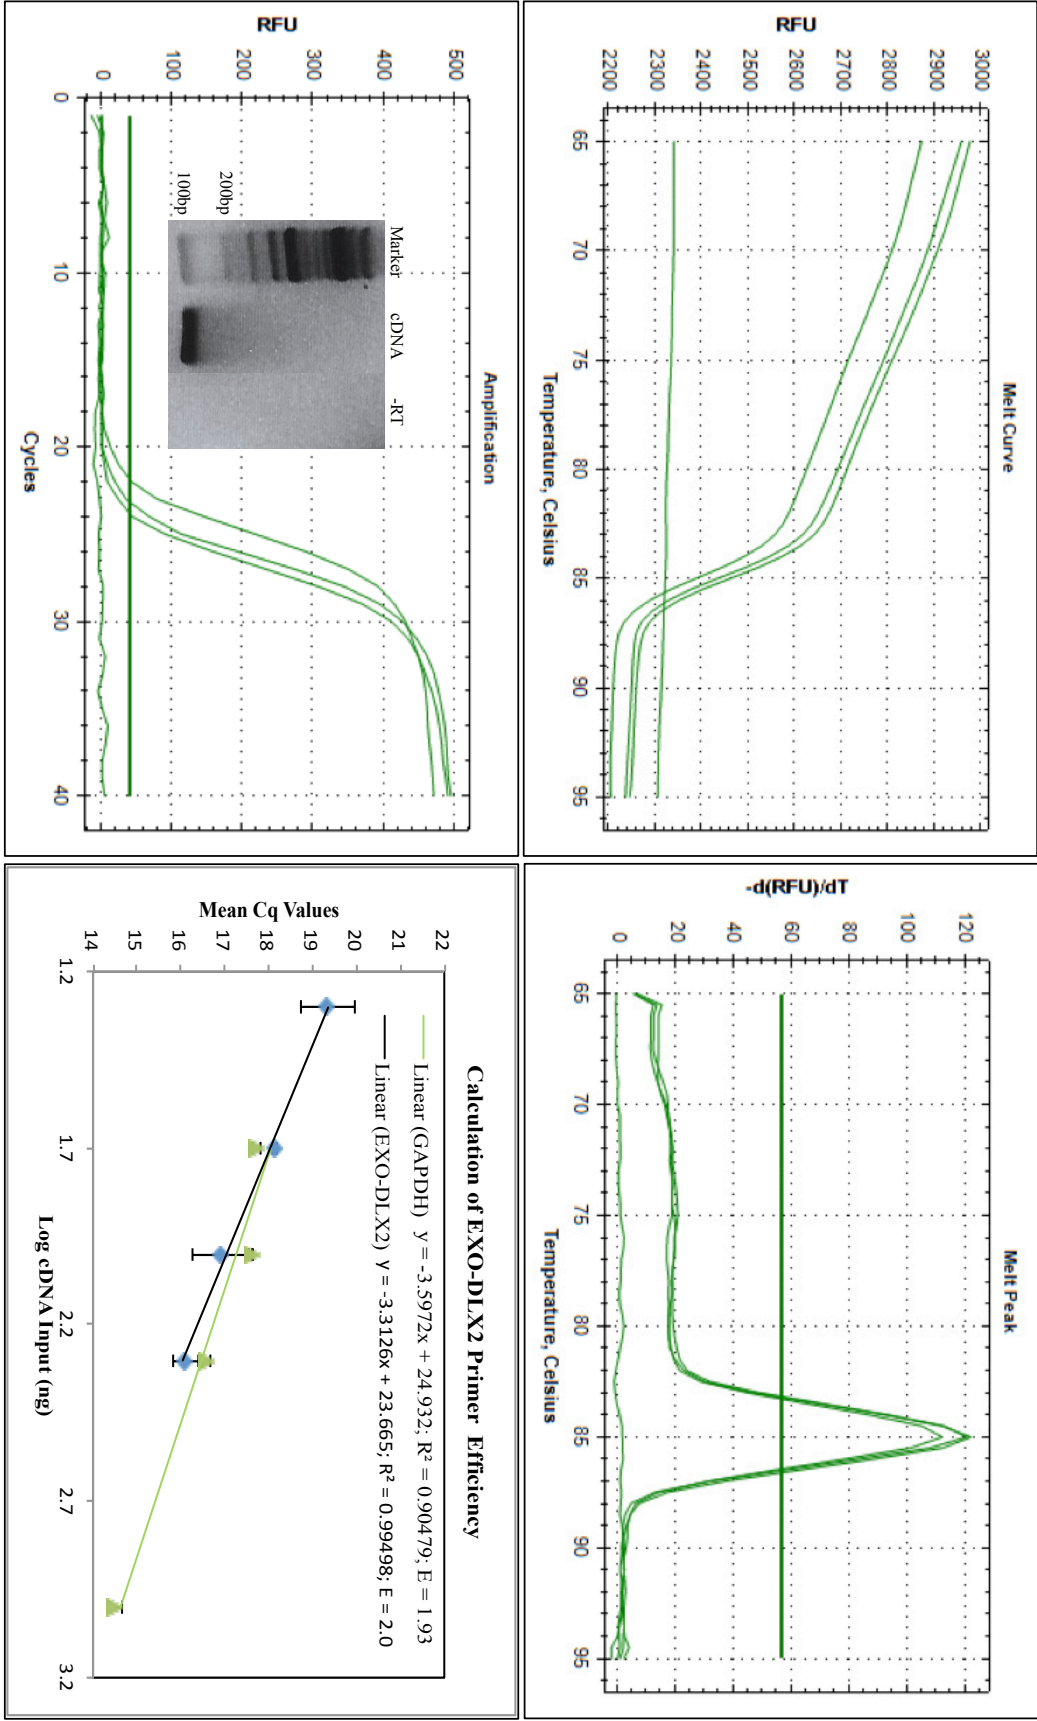 Melt Curve
RFU
3000
2900
2800
2700
2600
2500
2400
2300
2200
65
70
75
80
85
90
95
Temperature, Celsius
Melt Peak
-d(RFU)/dT
120
100
80
60
40
20
0
65
70
75
80
85
90
95
Temperature, Celsius
Amplification
RFU
500
400
300
200
100
0
Marker
cDNA
-RT
200bp
100bp
0
10
20
30
40
Cycles
Calculation of EXO-DLX2 Primer Efficiency
Mean Cq Values
22
21
20
19
18
17
16
15
14
Linear (GAPDH) y = -3.5972x + 24.932; R² = 0.90479; E = 1.93
Linear (EXO-DLX2) y = -3.3126x + 23.665; R² = 0.99498; E = 2.0
1.2
1.7
2.2
2.7
3.2
Log cDNA Input (ng)